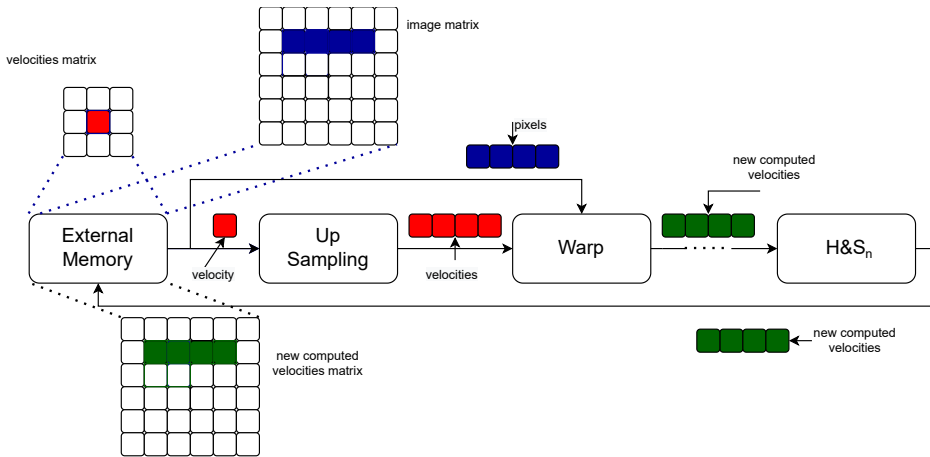 image matrix
velocities matrix
pixels
new computed
velocities
External
Memory
velocity
Up
Sampling
velocities
Warp
H&Sn
new computed
velocities matrix
new computed
velocities